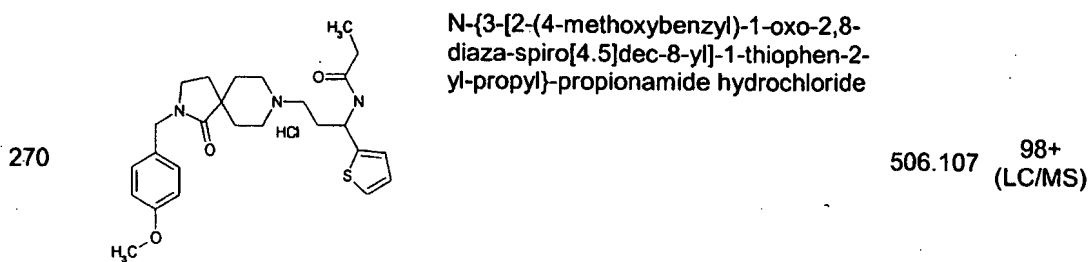 N-{3-[2-(4-methoxybenzyl)-1-oxo-2,8-
diaza-spiro[4.5]dec-8-yl]-1-thiophen-2-
yl-propyl}-propionamide hydrochloride
270
H₃C
O
N
N
N
HCl
O
S
O
H₃C
506.107
98+
(LC/MS)